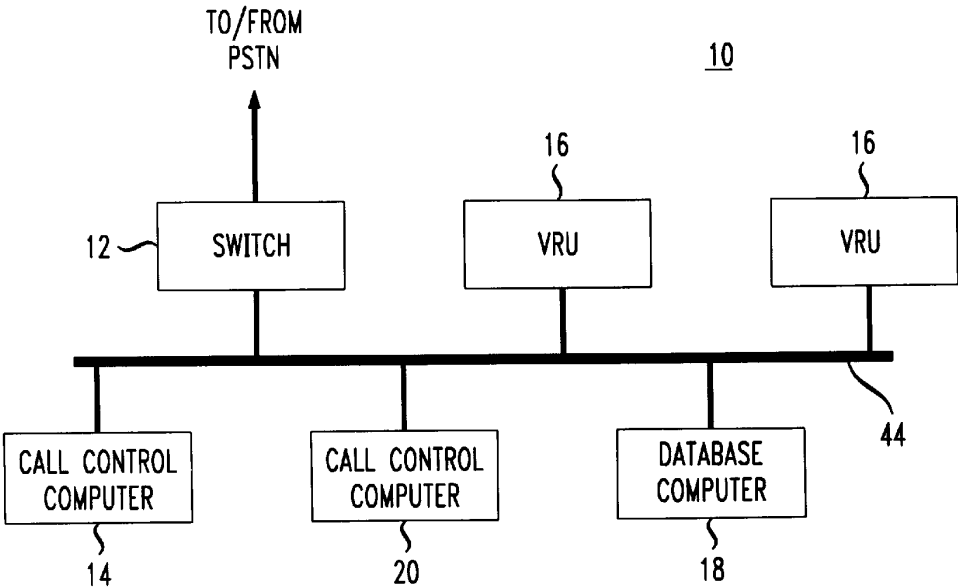 TO/FROM
PSTN
10
16
16
12
SWITCH
VRU
VRU
44
CALL CONTROL
COMPUTER
CALL CONTROL
COMPUTER
DATABASE
COMPUTER
14
20
18